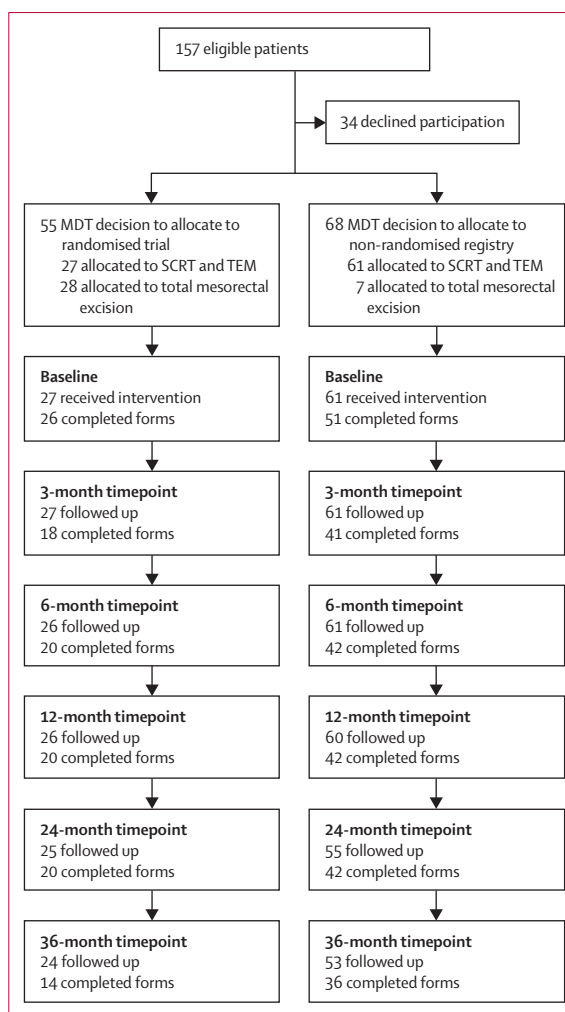 157 eligible patients
34 declined participation
55 MDT decision to allocate to
randomised trial
27 allocated to SCRT and TEM
28 allocated to total mesorectal
excision
68 MDT decision to allocate to
non-randomised registry
61 allocated to SCRT and TEM
7 allocated to total mesorectal
excision
Baseline
27 received intervention
26 completed forms
Baseline
61 received intervention
51 completed forms
3-month timepoint
27 followed up
18 completed forms
3-month timepoint
61 followed up
41 completed forms
6-month timepoint
26 followed up
20 completed forms
6-month timepoint
61 followed up
42 completed forms
12-month timepoint
26 followed up
20 completed forms
12-month timepoint
60 followed up
42 completed forms
24-month timepoint
25 followed up
20 completed forms
24-month timepoint
55 followed up
42 completed forms
36-month timepoint
24 followed up
14 completed forms
36-month timepoint
53 followed up
36 completed forms